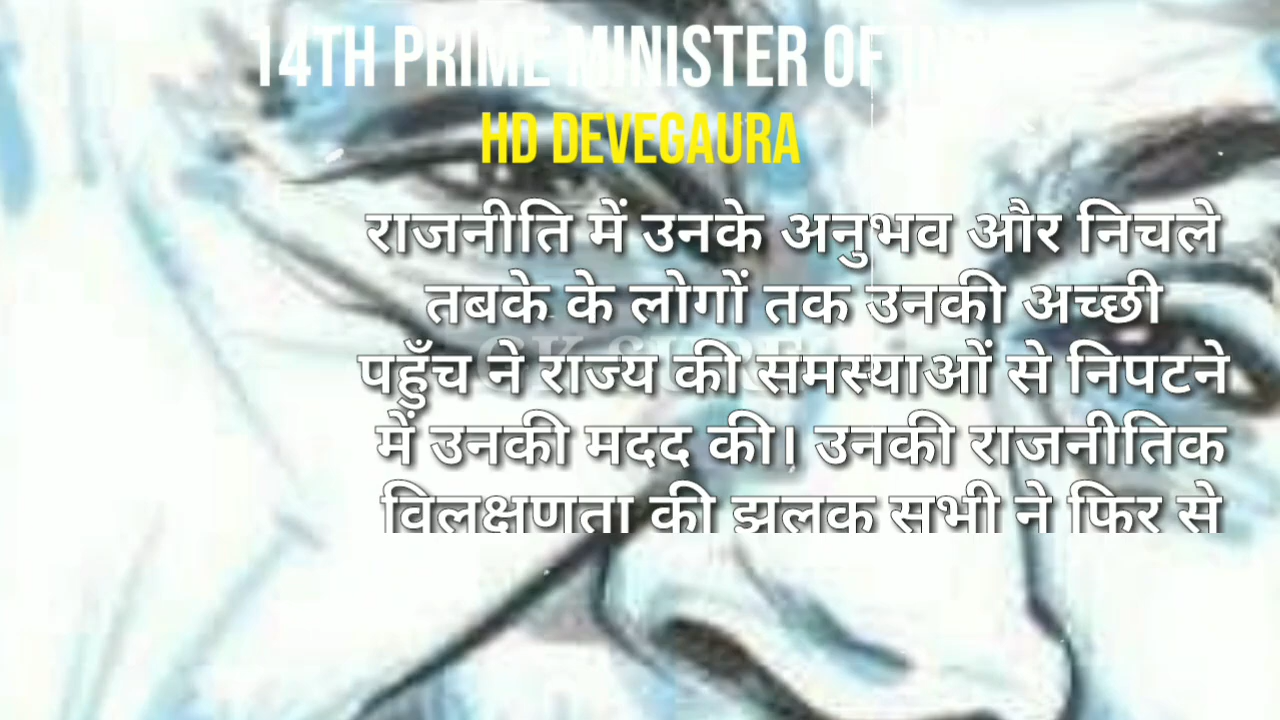 14TH PRIME MINISTER OF
HD DEVEGAURA
राजनीति में उनके अनुभव और निचले
तबके के लोगों तक उनकी अच्छी
पहुँच ने राज्य की समस्याओं से निपटने
में उनकी मदद की। उनकी राजनीतिक
विलक्षणता की झलक सभी ने फिर से